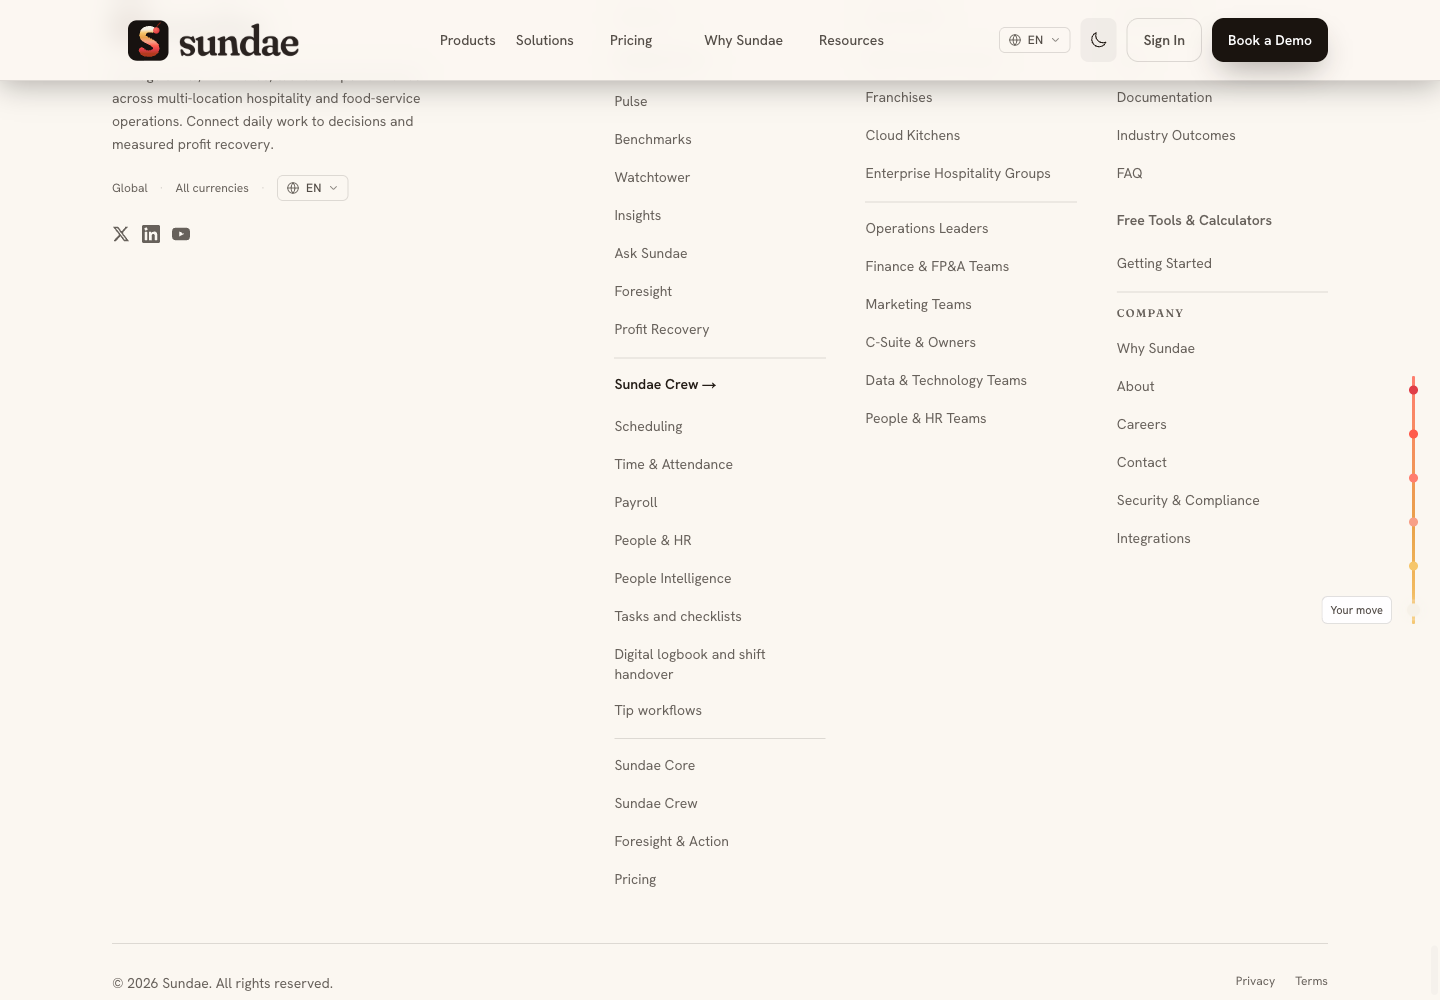 sundae
Products
Solutions
Pricing
Why Sundae
Resources
EN
Sign In
Book a Demo
across multi-location hospitality and food-service
operations. Connect daily work to decisions and
measured profit recovery.
Global · All currencies · EN
Pulse
Benchmarks
Watchtower
Insights
Ask Sundae
Foresight
Profit Recovery
Sundae Crew →
Scheduling
Time & Attendance
Payroll
People & HR
People Intelligence
Tasks and checklists
Digital logbook and shift
handover
Tip workflows
Sundae Core
Sundae Crew
Foresight & Action
Pricing
Franchises
Cloud Kitchens
Enterprise Hospitality Groups
Operations Leaders
Finance & FP&A Teams
Marketing Teams
C-Suite & Owners
Data & Technology Teams
People & HR Teams
Documentation
Industry Outcomes
FAQ
Free Tools & Calculators
Getting Started
COMPANY
Why Sundae
About
Careers
Contact
Security & Compliance
Integrations
Your move
© 2026 Sundae. All rights reserved.
Privacy
Terms